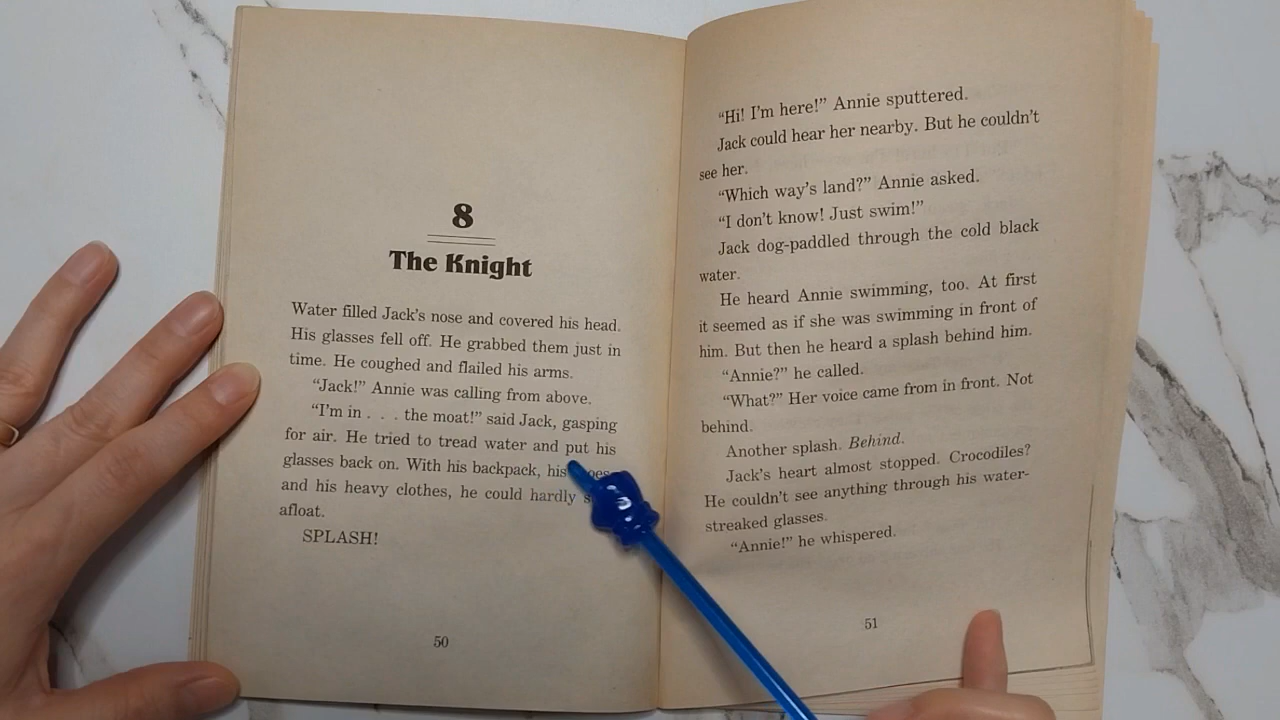 8
The Knight
Water filled Jack's nose and covered his head.
His glasses fell off. He grabbed them just in
time. He coughed and flailed his arms.
"Jack!" Annie was calling from above.
"I'm in . . . the moat!" said Jack, gasping
for air. He tried to tread water and put his
glasses back on. With his backpack, his
and his heavy clothes, he could hardly
afloat.
SPLASH!
50
"Hi! I'm here!" Annie sputtered.
Jack could hear her nearby. But he couldn't
see her.
"Which way's land?" Annie asked.
"I don't know! Just swim!"
Jack dog-paddled through the cold black
water.
He heard Annie swimming, too. At first
it seemed as if she was swimming in front of
him. But then he heard a splash behind him.
"Annie?" he called.
"What?" Her voice came from in front. Not
behind.
Another splash. Behind.
Jack's heart almost stopped. Crocodiles?
He couldn't see anything through his water-
streaked glasses.
"Annie!" he whispered.
51